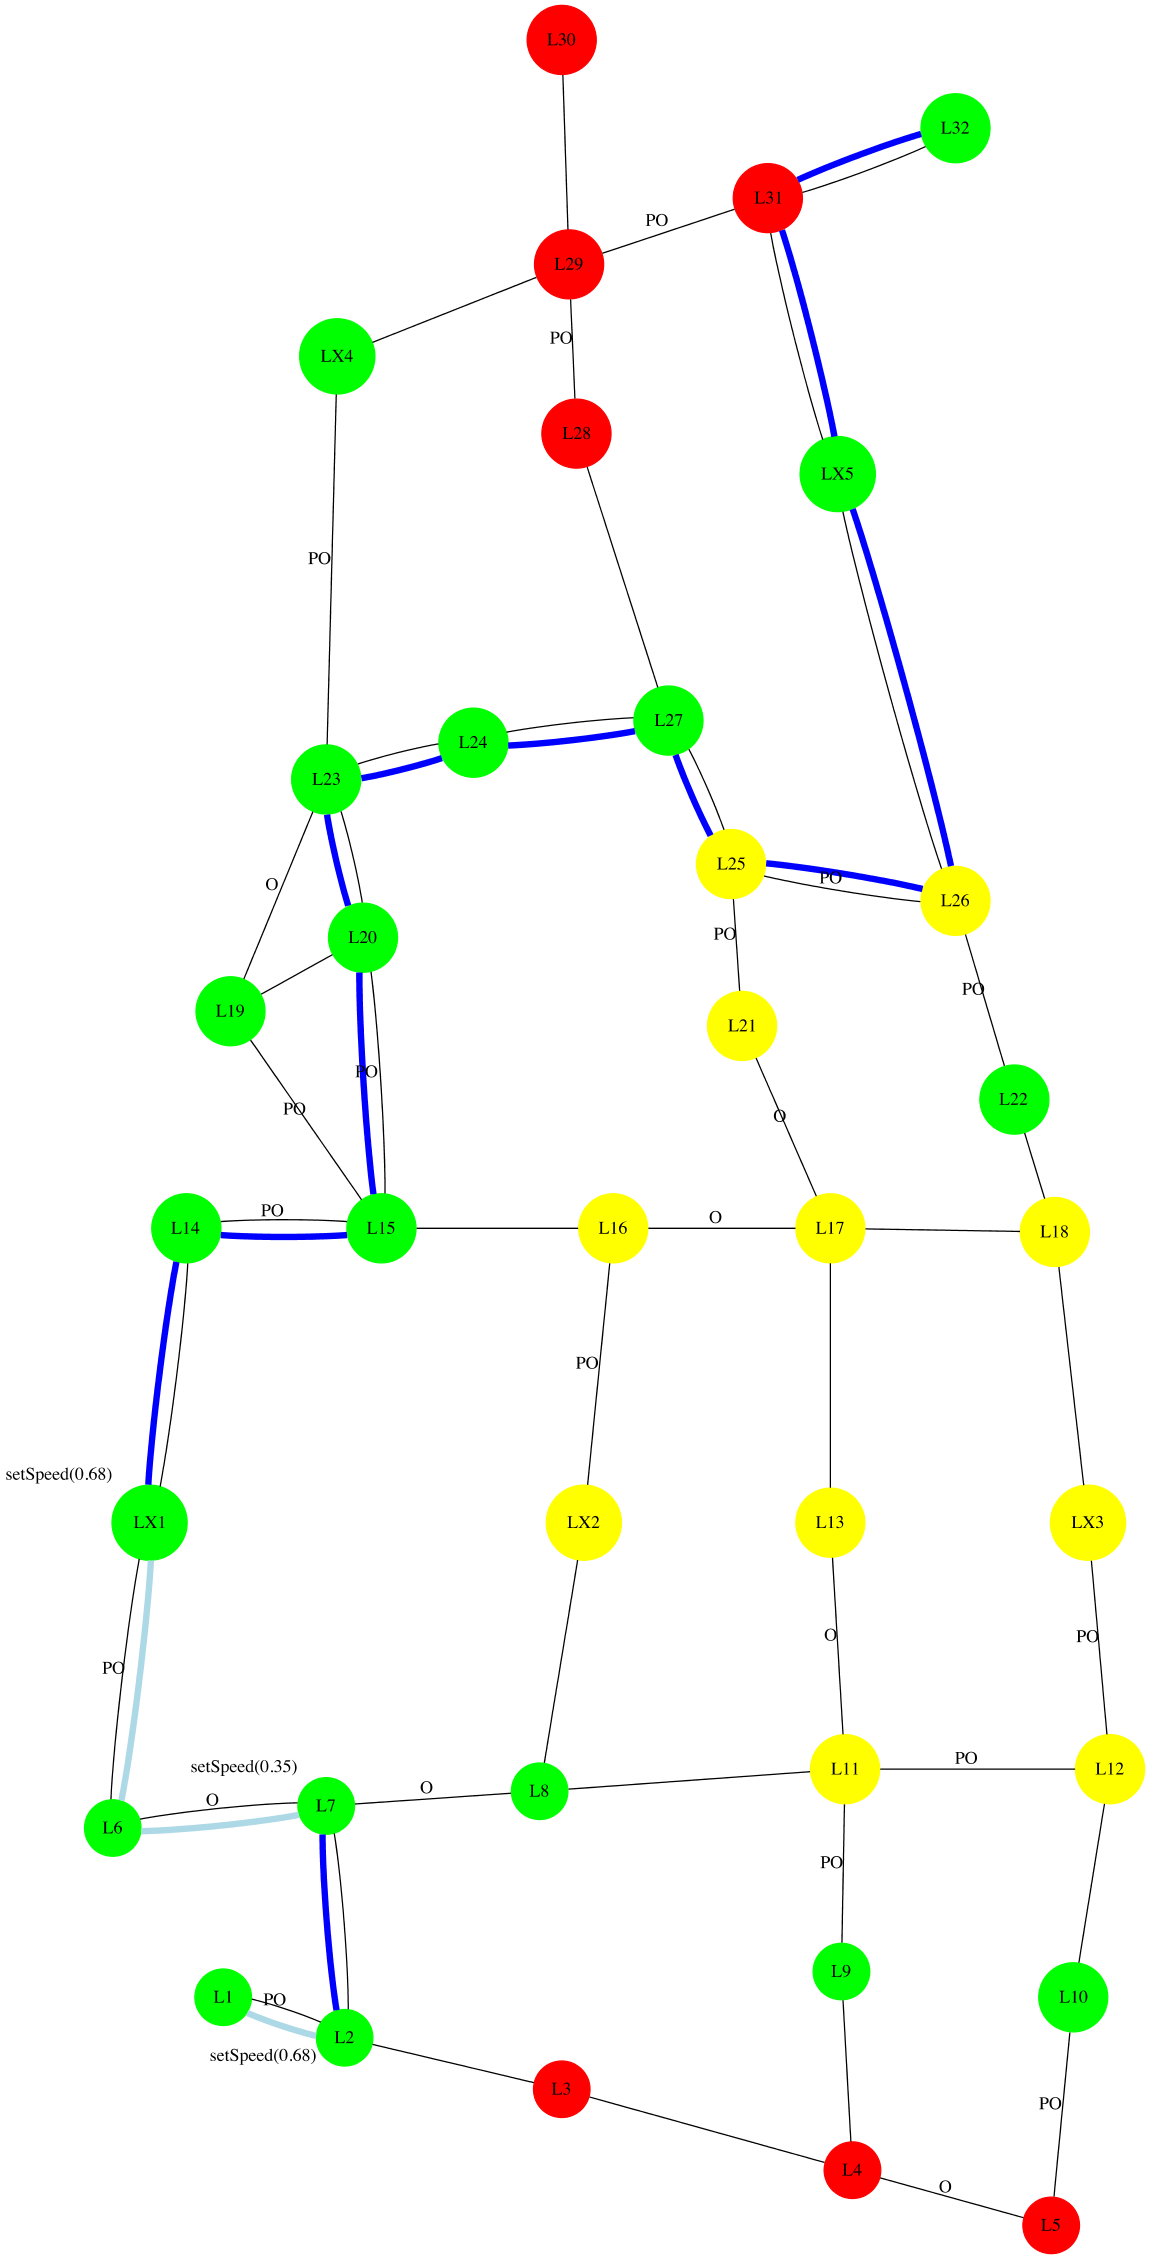 L30
L32
L31
PO
L29
PO
LX4
L28
LX5
PO
L27
L24
L23
L25
PO
O
L26
PO
L20
PO
L19
L21
PO
L22
PO
O
PO
L14
L15
L16
O
L17
L18
PO
setSpeed(0.68)
LX1
LX2
L13
LX3
O
PO
PO
setSpeed(0.35)
PO
L11
L12
O
O
L8
L7
L6
PO
L9
L1
PO
L10
L2
setSpeed(0.68)
L3
PO
L4
O
L5